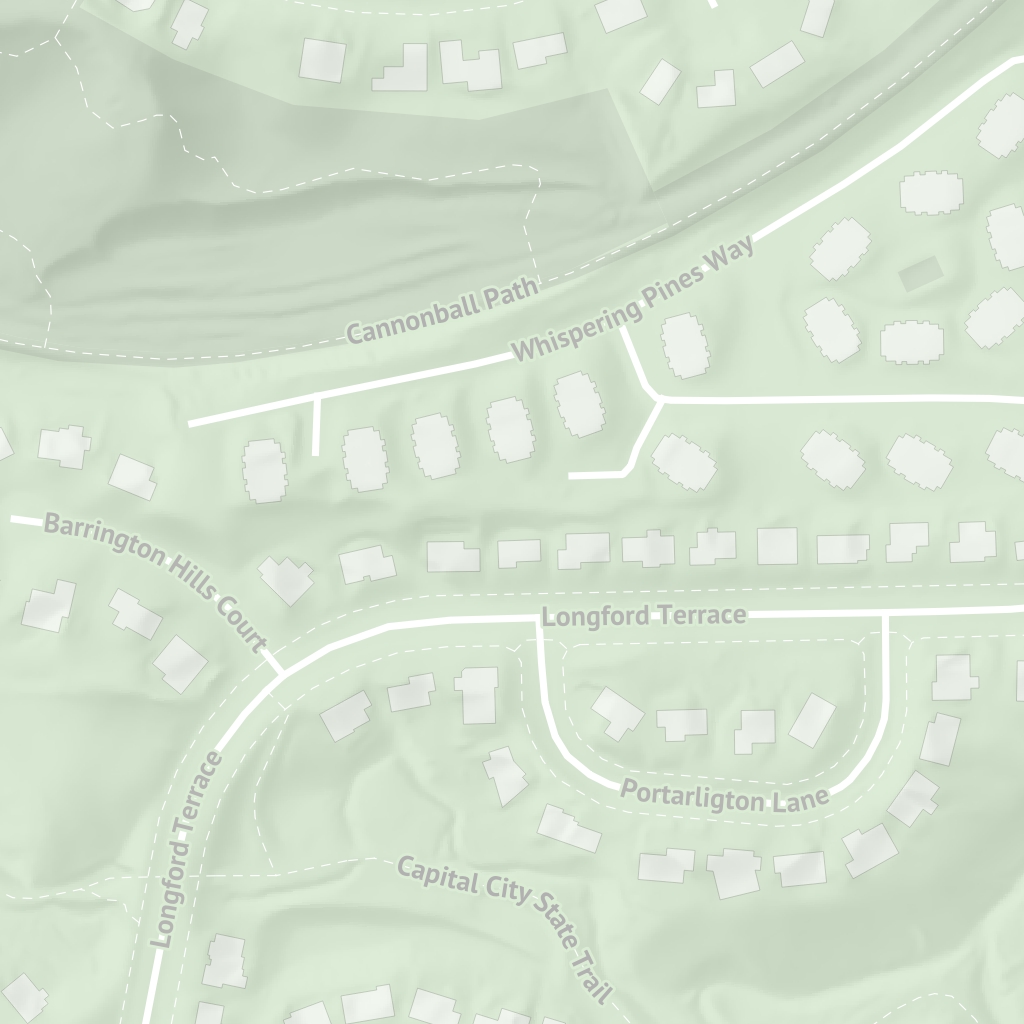 Cannonball Path
Whispering Pines Way
Barrington Hills Court
Longford Terrace
Longford Terrace
Portarligton Lane
Capital City State Trail